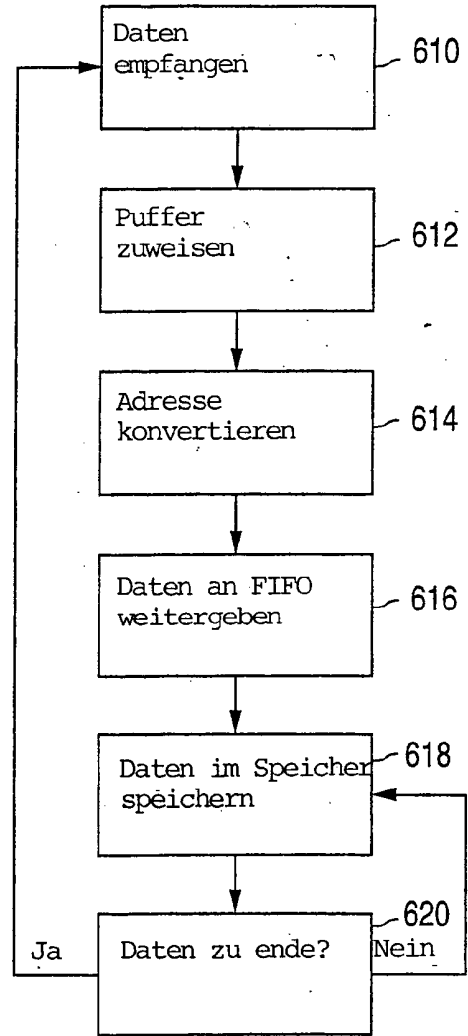 Daten
empfangen
610
Puffer
zuweisen
612
Adresse
konvertieren
614
Daten an FIFO
weitergeben
616
Daten im Speicher
speichern
618
Daten zu ende?
620
Ja
Nein